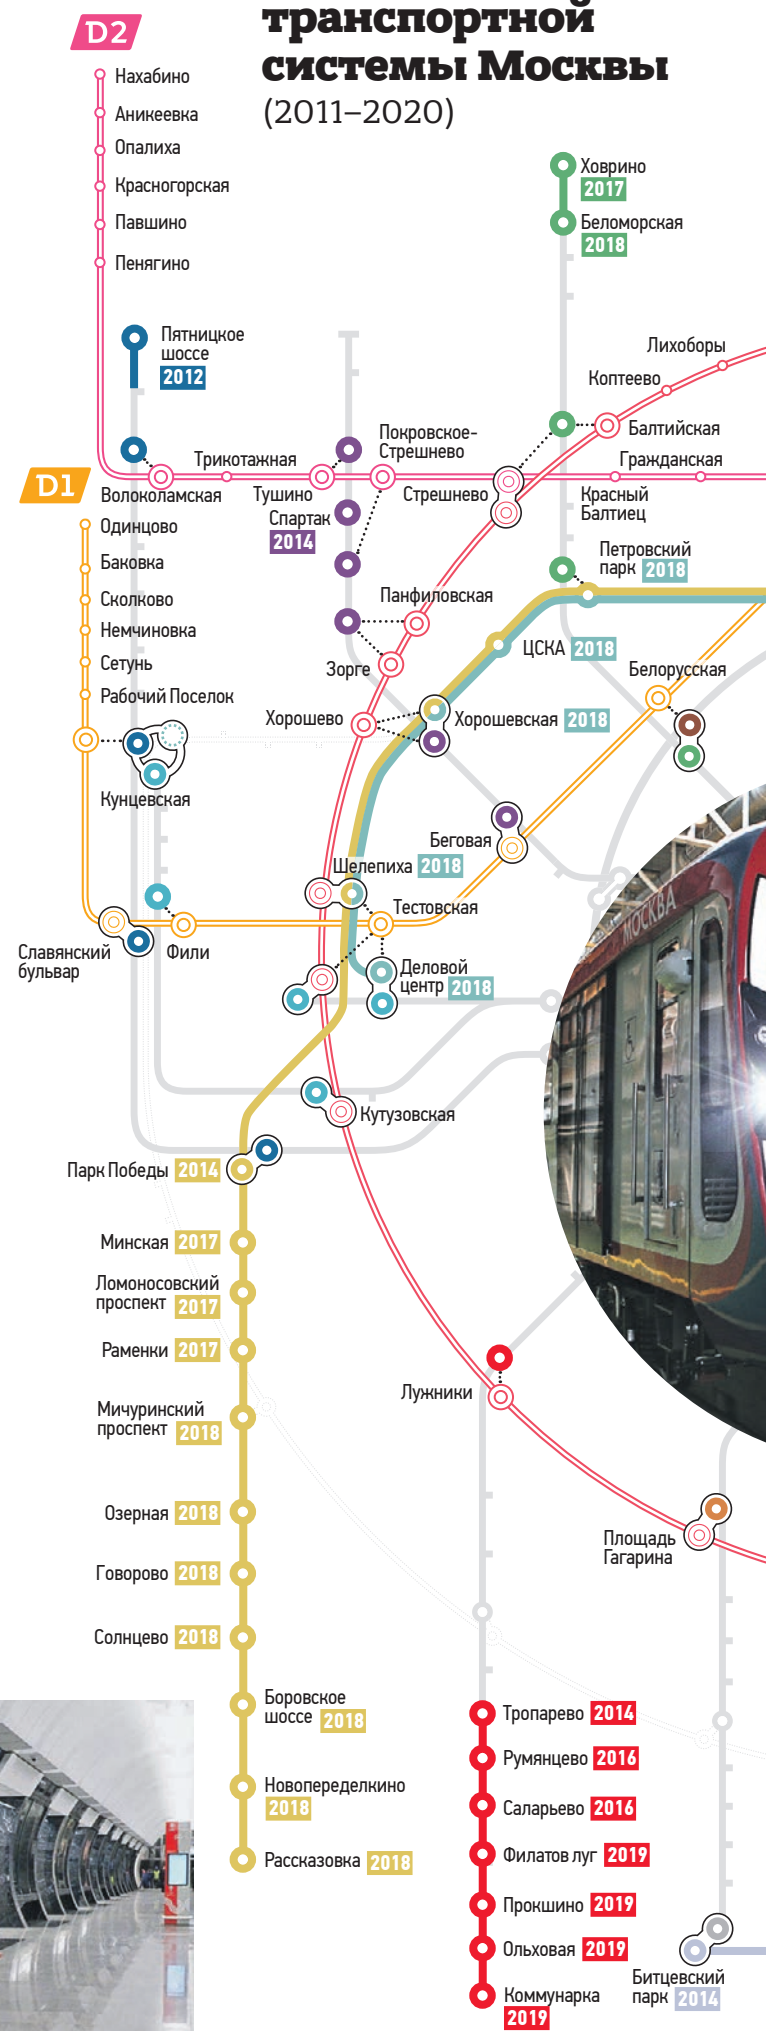 транспортной
системы Москвы
(2011–2020)
D2
Нахабино
Аникеевка
Опалиха
Красногорская
Павшино
Пенягино
Ховрино
2017
Беломорская
2018
Пятницкое
шоссе
2012
Лихоборы
Коптеево
Балтийская
Покровское-
Стрешнево
Трикотажная
Гражданская
D1
Волоколамская
Тушино
Стрешнево
Красный
Балтиец
Спартак
2014
Одинцово
Баковка
Сколково
Немчиновка
Сетунь
Рабочий Поселок
Петровский
парк 2018
Панфиловская
ЦСКА 2018
Зорге
Белорусская
Хорошево
Хорошевская 2018
Кунцевская
Беговая
Шелепиха 2018
Тестовская
Славянский
бульвар
Фили
Деловой
центр 2018
МОСКВА
Кутузовская
Парк Победы 2014
Минская 2017
Ломоносовский
проспект 2017
Раменки 2017
Лужники
Мичуринский
проспект 2018
Озерная 2018
Площадь
Гагарина
Говорово 2018
Солнцево 2018
Боровское
шоссе 2018
Новопеределкино
2018
Рассказовка 2018
Тропарево 2014
Румянцево 2016
Саларьево 2016
Филатов луг 2019
Прокшино 2019
Ольховая 2019
Коммунарка
2019
Битцевский
парк 2014